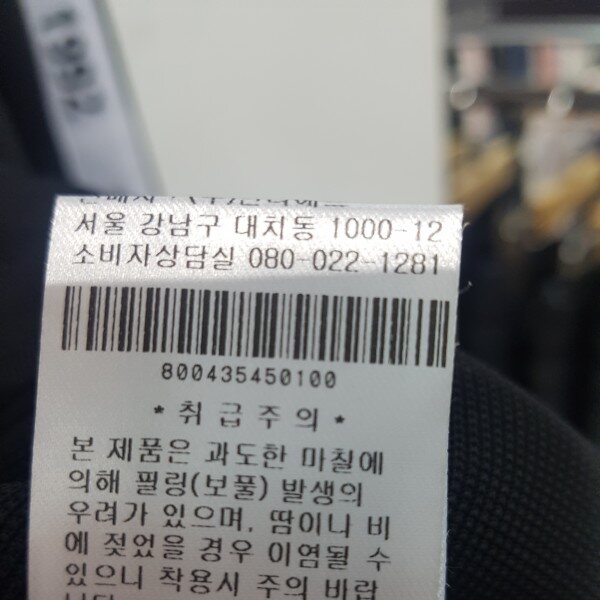 1952
서울 강남구 대치동 1000-12
소비자상담실 080-022-1281
800435450100
* 취급주의 *
본 제품은 과도한 마찰에
의해 필링(보풀) 발생의
우려가 있으며, 땀이나 비
에 젖었을 경우 이염될 수
있으니 착용시 주의 바랍